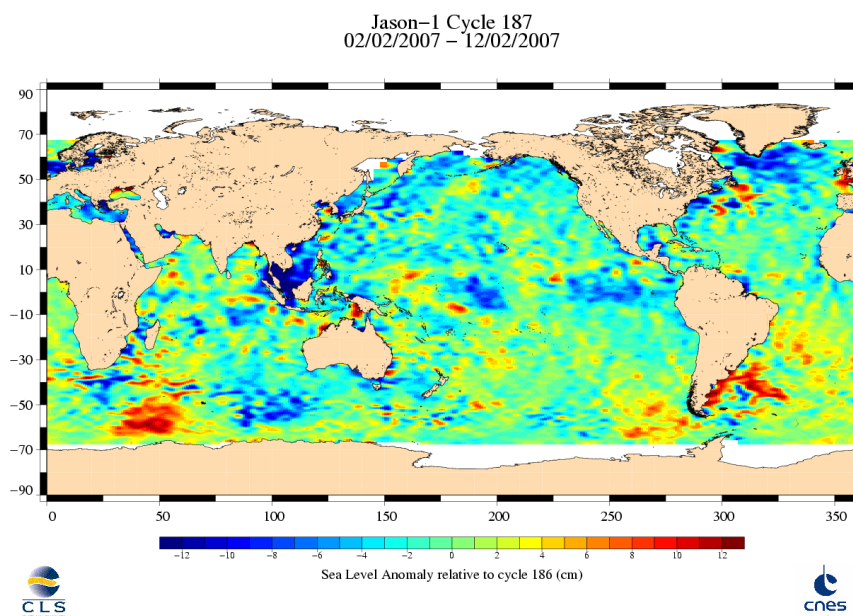 Jason−1 Cycle 187
02/02/2007 − 12/02/2007
90
70
50
30
10
−10
−30
−50
−70
−90
0 50 100 150 200 250 300 350
−12 −10 −8 −6 −4 −2 0 2 4 6 8 10 12
Sea Level Anomaly relative to cycle 186 (cm)
CLS
cnes